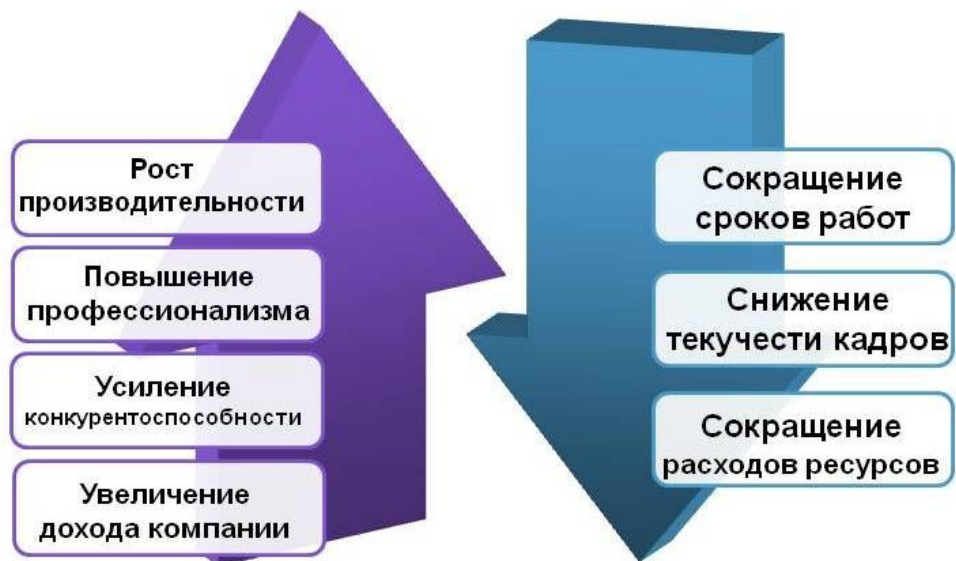 Рост
производительности
Повышение
профессионализма
Усиление
конкурентоспособности
Увеличение
дохода компании
Сокращение
сроков работ
Снижение
текучести кадров
Сокращение
расходов ресурсов